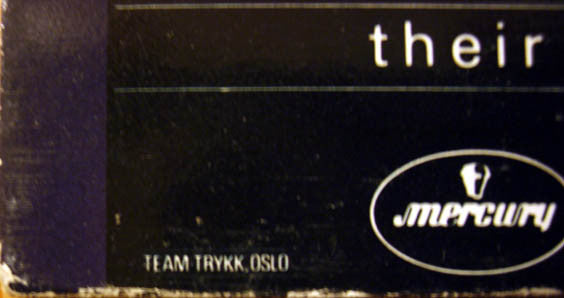 their
mercury
TEAM TRYKK, OSLO